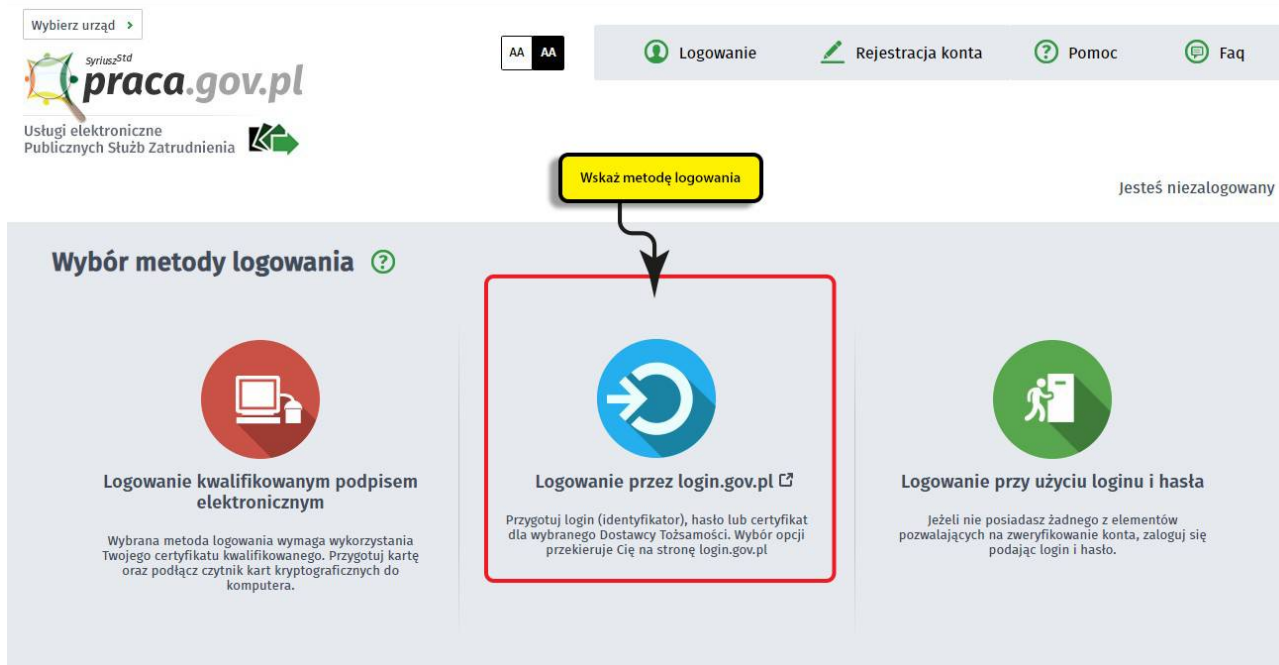 Wybierz urząd
AA AA
Logowanie
Rejestracja konta
Pomoc
Faq
SyriuszStd
praca.gov.pl
Usługi elektroniczne
Publicznych Służb Zatrudnienia
Wskaż metodę logowania
Jesteś niezalogowany
Wybór metody logowania
Logowanie kwalifikowanym podpisem
elektronicznym
Wybrana metoda logowania wymaga wykorzystania
Twojego certyfikatu kwalifikowanego. Przygotuj kartę
oraz podłącz czytnik kart kryptograficznych do
komputera.
Logowanie przez login.gov.pl
Przygotuj login (identyfikator), hasło lub certyfikat
dla wybranego Dostawcy Tożsamości. Wybór opcji
przekieruje Cię na stronę login.gov.pl
Logowanie przy użyciu loginu i hasła
Jeżeli nie posiadasz żadnego z elementów
pozwalających na zweryfikowanie konta, zaloguj się
podając login i hasło.